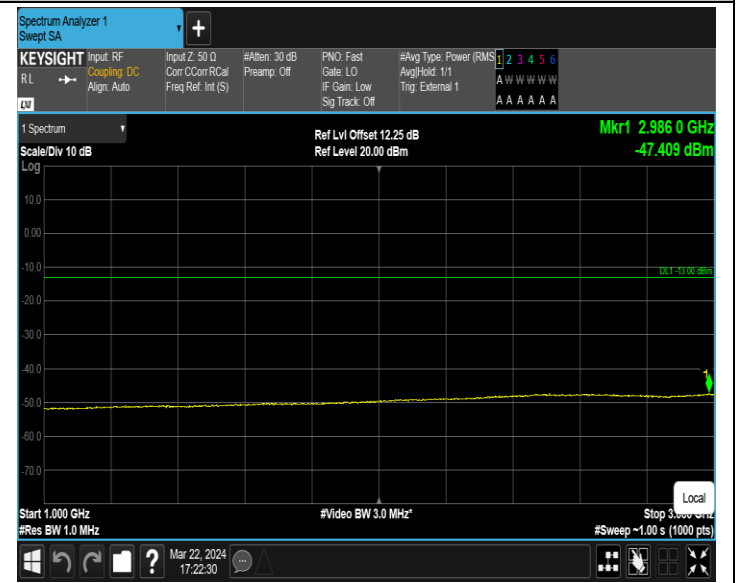 Spectrum Analyzer 1
Swept SA
+
KEYSIGHT
RL
LXI
Input: RF
Coupling: DC
Align: Auto
Input Z: 50 Ω
Corr CCorr RCal
Freq Ref: Int (S)
#Atten: 30 dB
Preamp: Off
PNO: Fast
Gate: LO
IF Gain: Low
Sig Track: Off
#Avg Type: Power (RMS
Avg|Hold: 1/1
Trig: External 1
1 2 3 4 5 6
A W W W W W
A A A A A A
1 Spectrum
Scale/Div 10 dB
Ref Lvl Offset 12.25 dB
Ref Level 20.00 dBm
Mkr1 2.986 0 GHz
-47.409 dBm
Log
10.0
0.00
-10.0
DL1 -13.00 dBm
-20.0
-30.0
-40.0
1
-50.0
-60.0
-70.0
Local
Start 1.000 GHz
#Video BW 3.0 MHz*
Stop 3.000 GHz
#Res BW 1.0 MHz
#Sweep ~1.00 s (1000 pts)
?
Mar 22, 2024
17:22:30